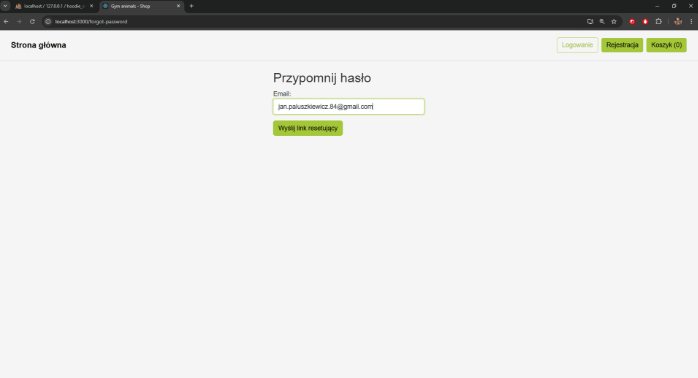 localhost / 127.0.0.1 / hoodie_
Gym animals - Shop
localhost:3000/forgot-password
Strona główna
Logowanie
Rejestracja
Koszyk (0)
Przypomnij hasło
Email:
jan.paluszkiewicz.84@gmail.com
Wyślij link resetujący